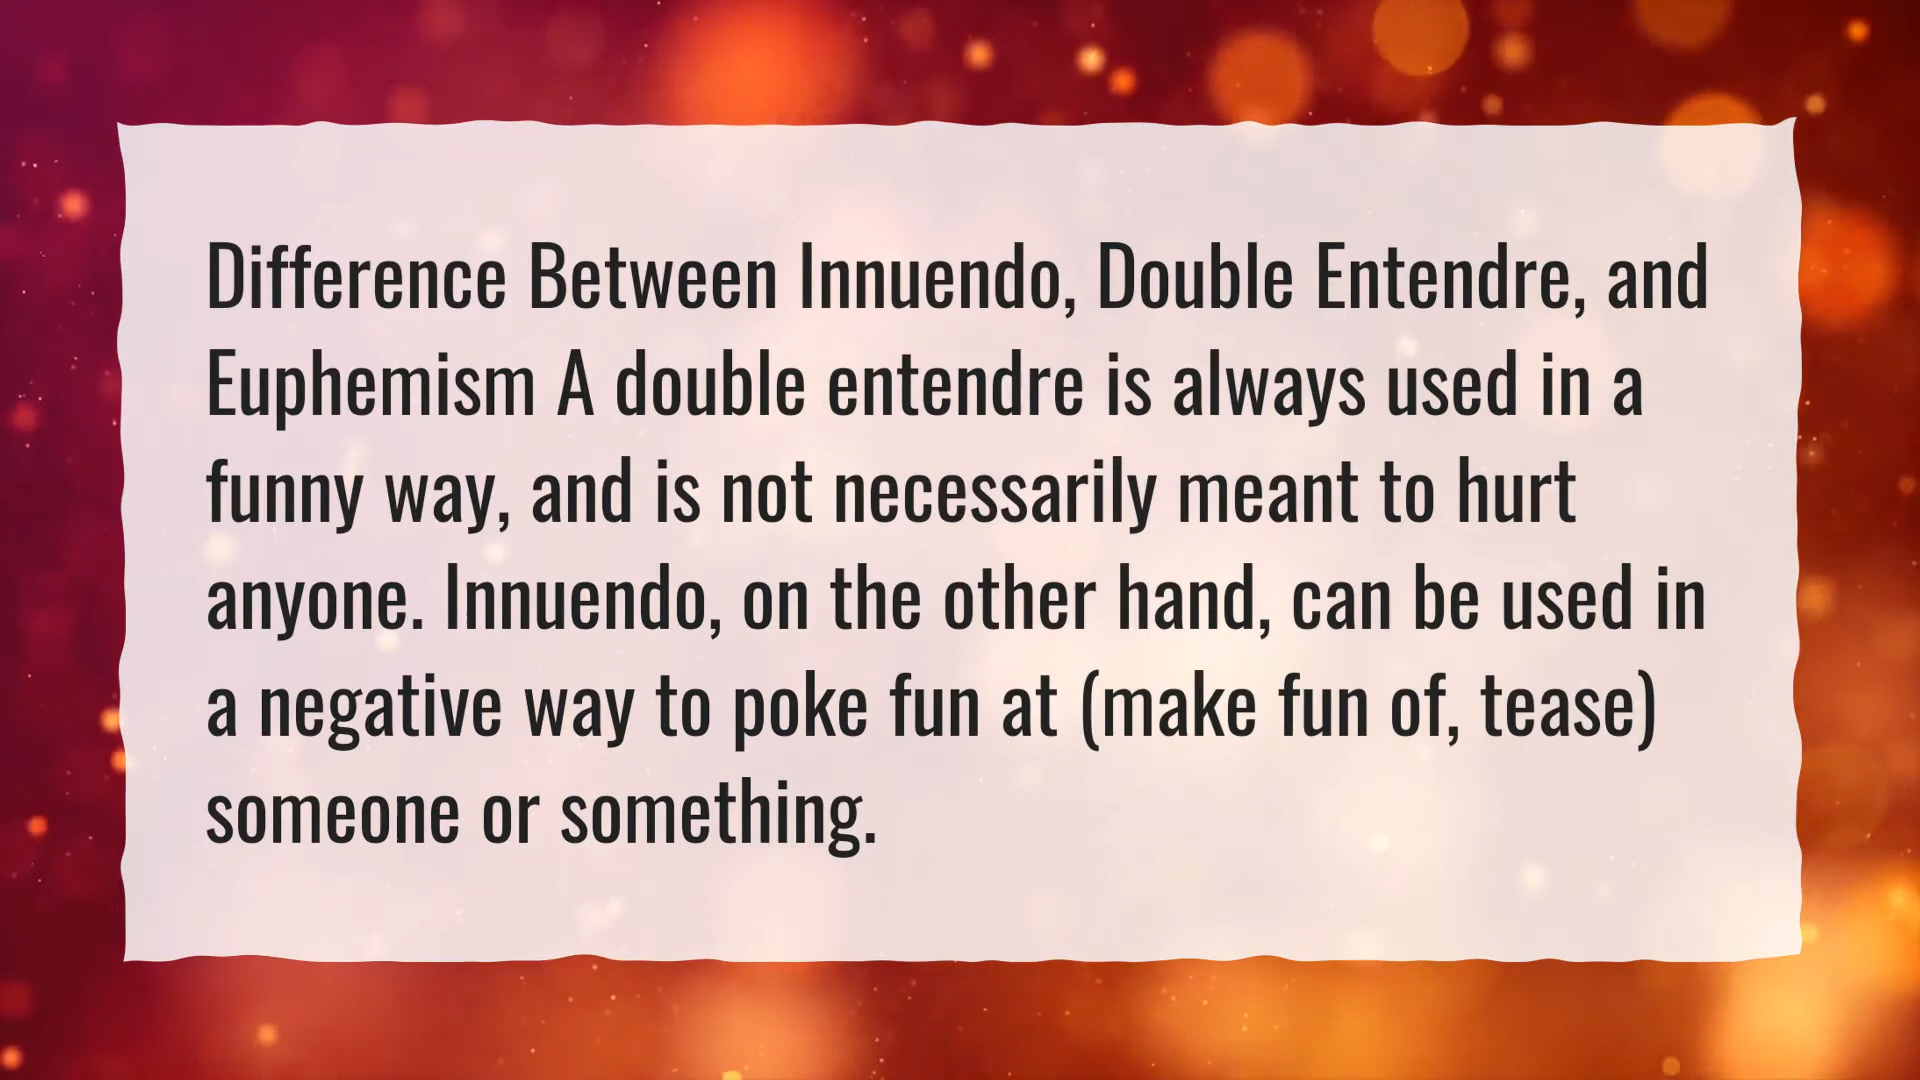 Difference Between Innuendo, Double Entendre, and
Euphemism A double entendre is always used in a
funny way, and is not necessarily meant to hurt
anyone. Innuendo, on the other hand, can be used in
a negative way to poke fun at (make fun of, tease)
someone or something.